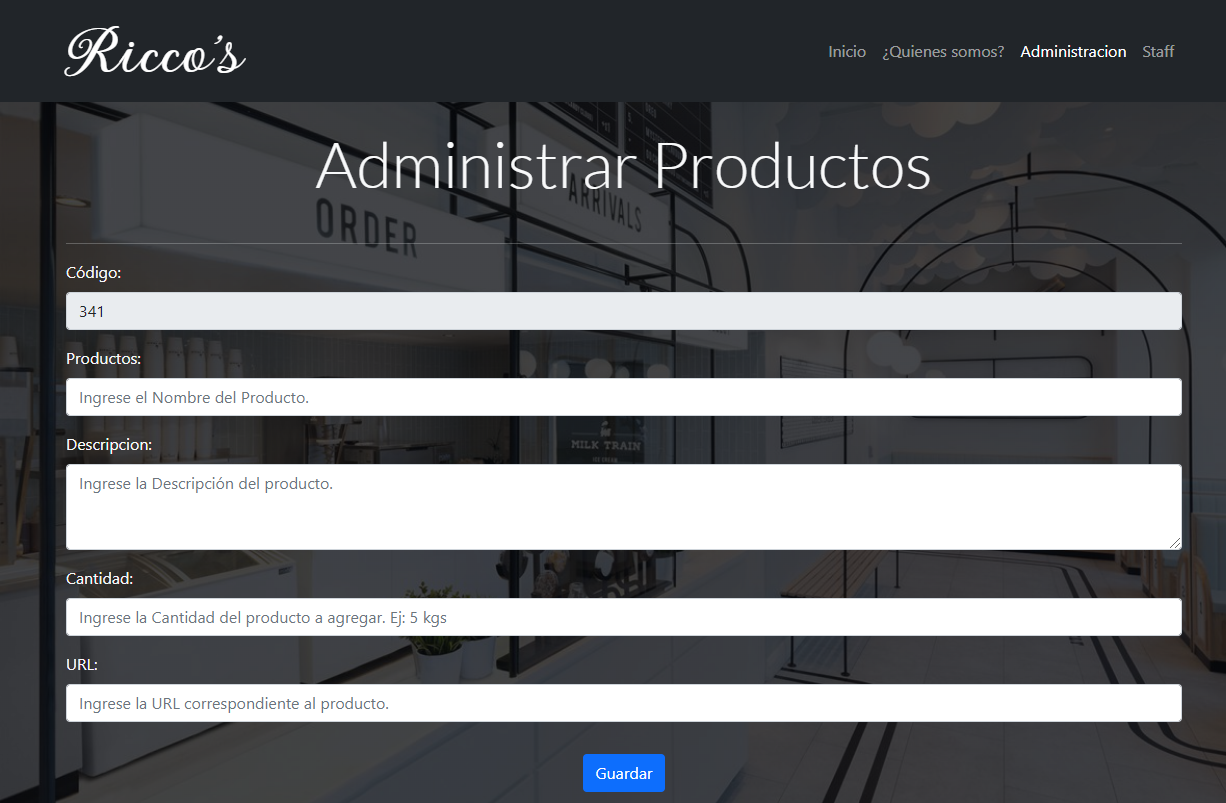 Ricco's
Inicio ¿Quienes somos? Administracion Staff
Administrar Productos
ORDER
ARRIVALS
Código:
341
Productos:
Ingrese el Nombre del Producto.
MILK TRAIN
ICE CREAM
Descripcion:
Ingrese la Descripción del producto.
Cantidad:
Ingrese la Cantidad del producto a agregar. Ej: 5 kgs
URL:
Ingrese la URL correspondiente al producto.
Guardar